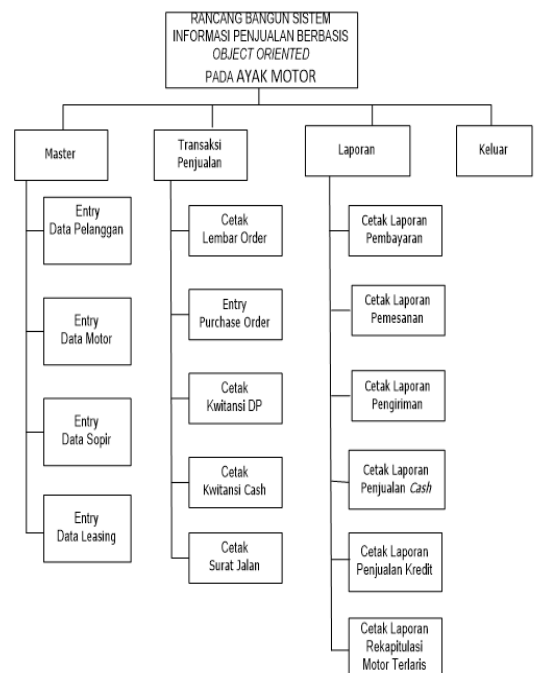 RANCANG BANGUN SISTEM
INFORMASI PENJUALAN BERBASIS
OBJECT ORIENTED
PADA AYAK MOTOR
Master
Transaksi
Penjualan
Laporan
Keluar
Entry
Data Pelanggan
Entry
Data Motor
Entry
Data Sopir
Entry
Data Leasing
Cetak
Lembar Order
Entry
Purchase Order
Cetak
Kwitansi DP
Cetak
Kwitansi Cash
Cetak
Surat Jalan
Cetak Laporan
Pembayaran
Cetak Laporan
Pemesanan
Cetak Laporan
Pengiriman
Cetak Laporan
Penjualan Cash
Cetak Laporan
Penjualan Kredit
Cetak Laporan
Rekapitulasi
Motor Terlaris